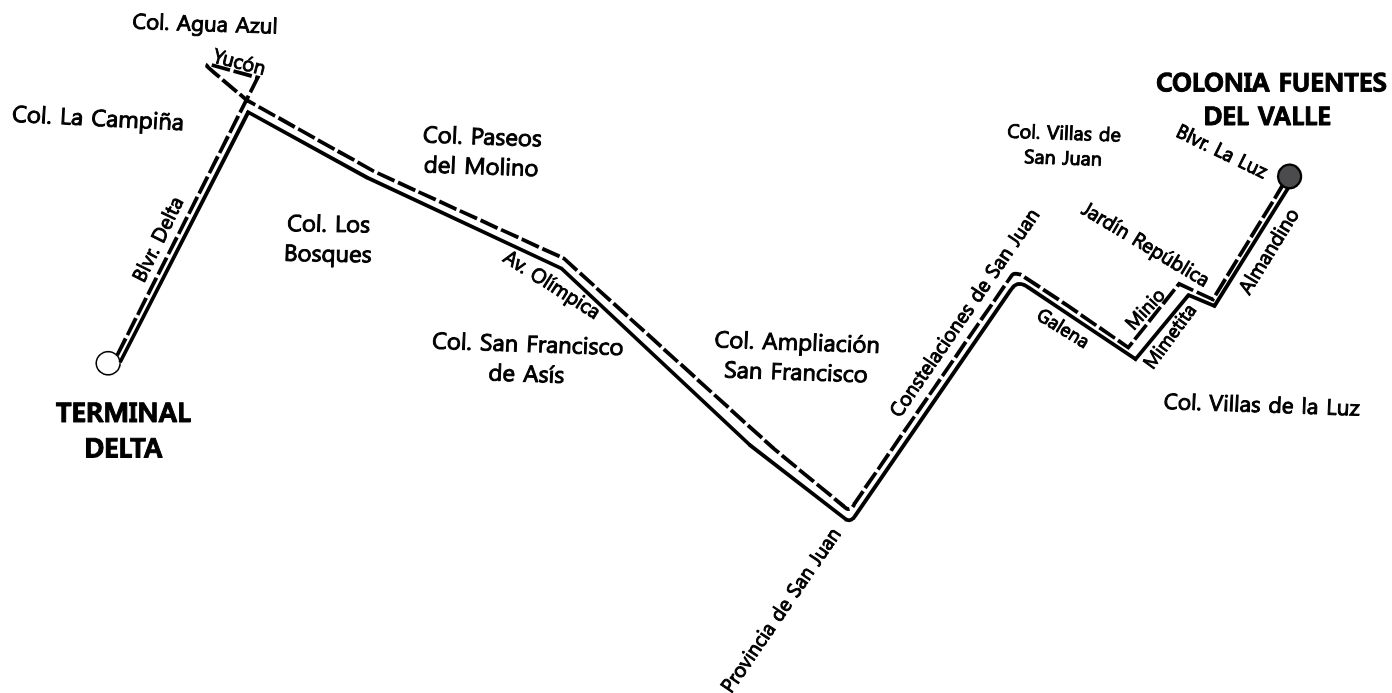 Col. Agua Azul
Yucón
Col. La Campiña
Blvr. Delta
TERMINAL
DELTA
Col. Paseos
del Molino
Col. Los
Bosques
Av. Olímpica
Col. San Francisco
de Asís
Col. Ampliación
San Francisco
Provincia de San Juan
Constelaciones de San Juan
Col. Villas de
San Juan
Galena
Minio
Mimetita
Jardín República
COLONIA FUENTES
DEL VALLE
Blvr. La Luz
Almandino
Col. Villas de la Luz